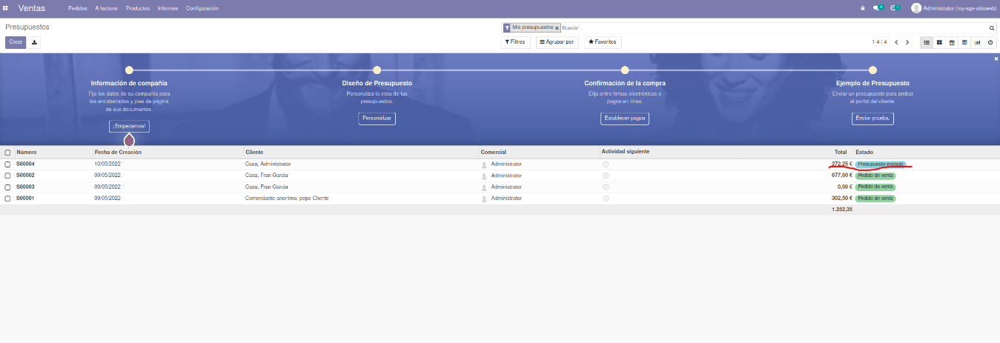 Ventas Pedidos A facturar Productos Informes Configuración 4 1 Administrator (roy-sge-sitioweb)
Presupuestos Mis presupuestos Buscar...
Crear Filtros Agrupar por Favoritos 1-4 / 4
Información de compañía Diseño de Presupuesto Confirmación de la compra Ejemplo de Presupuesto
Fije los datos de su compañía para Personaliza la vista de tus Elija entre firmas electrónicas o Enviar un presupuesto para probar
los encabezados y pies de página presupuestos. pagos en línea. el portal del cliente.
de sus documentos.
¡Empecemos! Personalizar Establecer pagos Enviar prueba.
Número Fecha de Creación Cliente Comercial Actividad siguiente Total Estado
S00004 10/05/2022 Casa, Administrator Administrator 272,25 € Presupuesto enviado
S00002 09/05/2022 Casa, Fran Garcia Administrator 677,60 € Pedido de venta
S00003 09/05/2022 Casa, Fran Garcia Administrator 0,00 € Pedido de venta
S00001 09/05/2022 Comerciante anonimo, pepe Cliente Administrator 302,50 € Pedido de venta
1.252,35